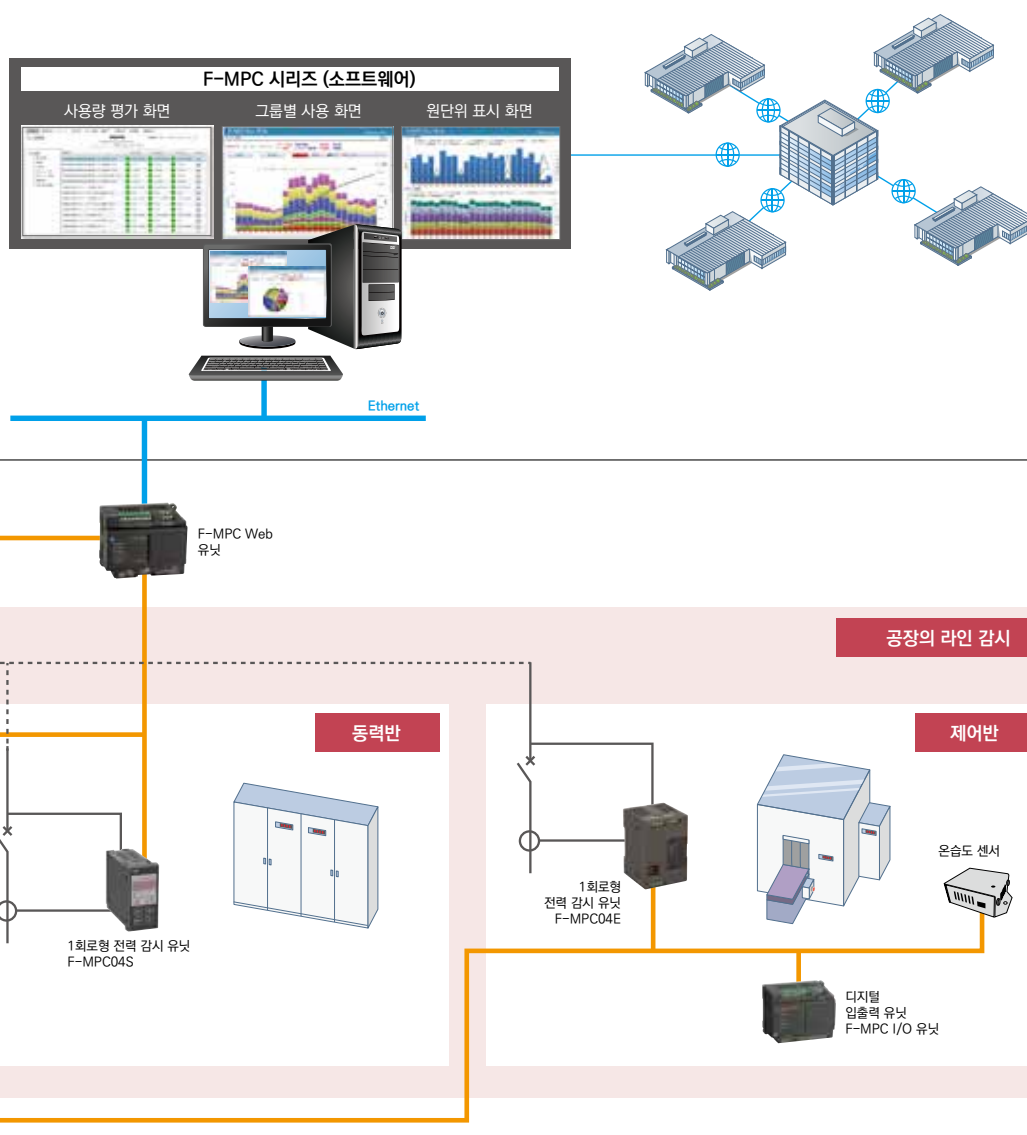 F-MPC 시리즈 (소프트웨어)
사용량 평가 화면
그룹별 사용 화면
원단위 표시 화면
Ethernet
F-MPC Web
유닛
공장의 라인 감시
동력반
제어반
온습도 센서
1회로형
전력 감시 유닛
F-MPC04E
1회로형 전력 감시 유닛
F-MPC04S
디지털
입출력 유닛
F-MPC I/O 유닛